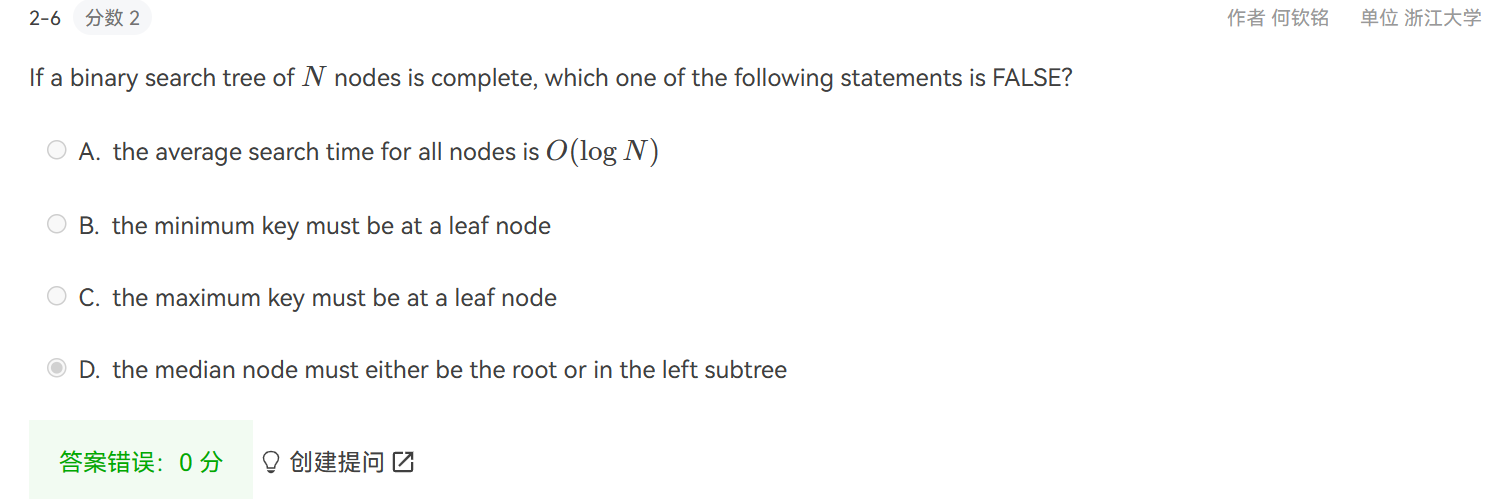 2-6 分数 2 作者 何钦铭 单位 浙江大学
If a binary search tree of N nodes is complete, which one of the following statements is FALSE?
A. the average search time for all nodes is O(log N)
B. the minimum key must be at a leaf node
C. the maximum key must be at a leaf node
D. the median node must either be the root or in the left subtree
答案错误：0 分 创建提问